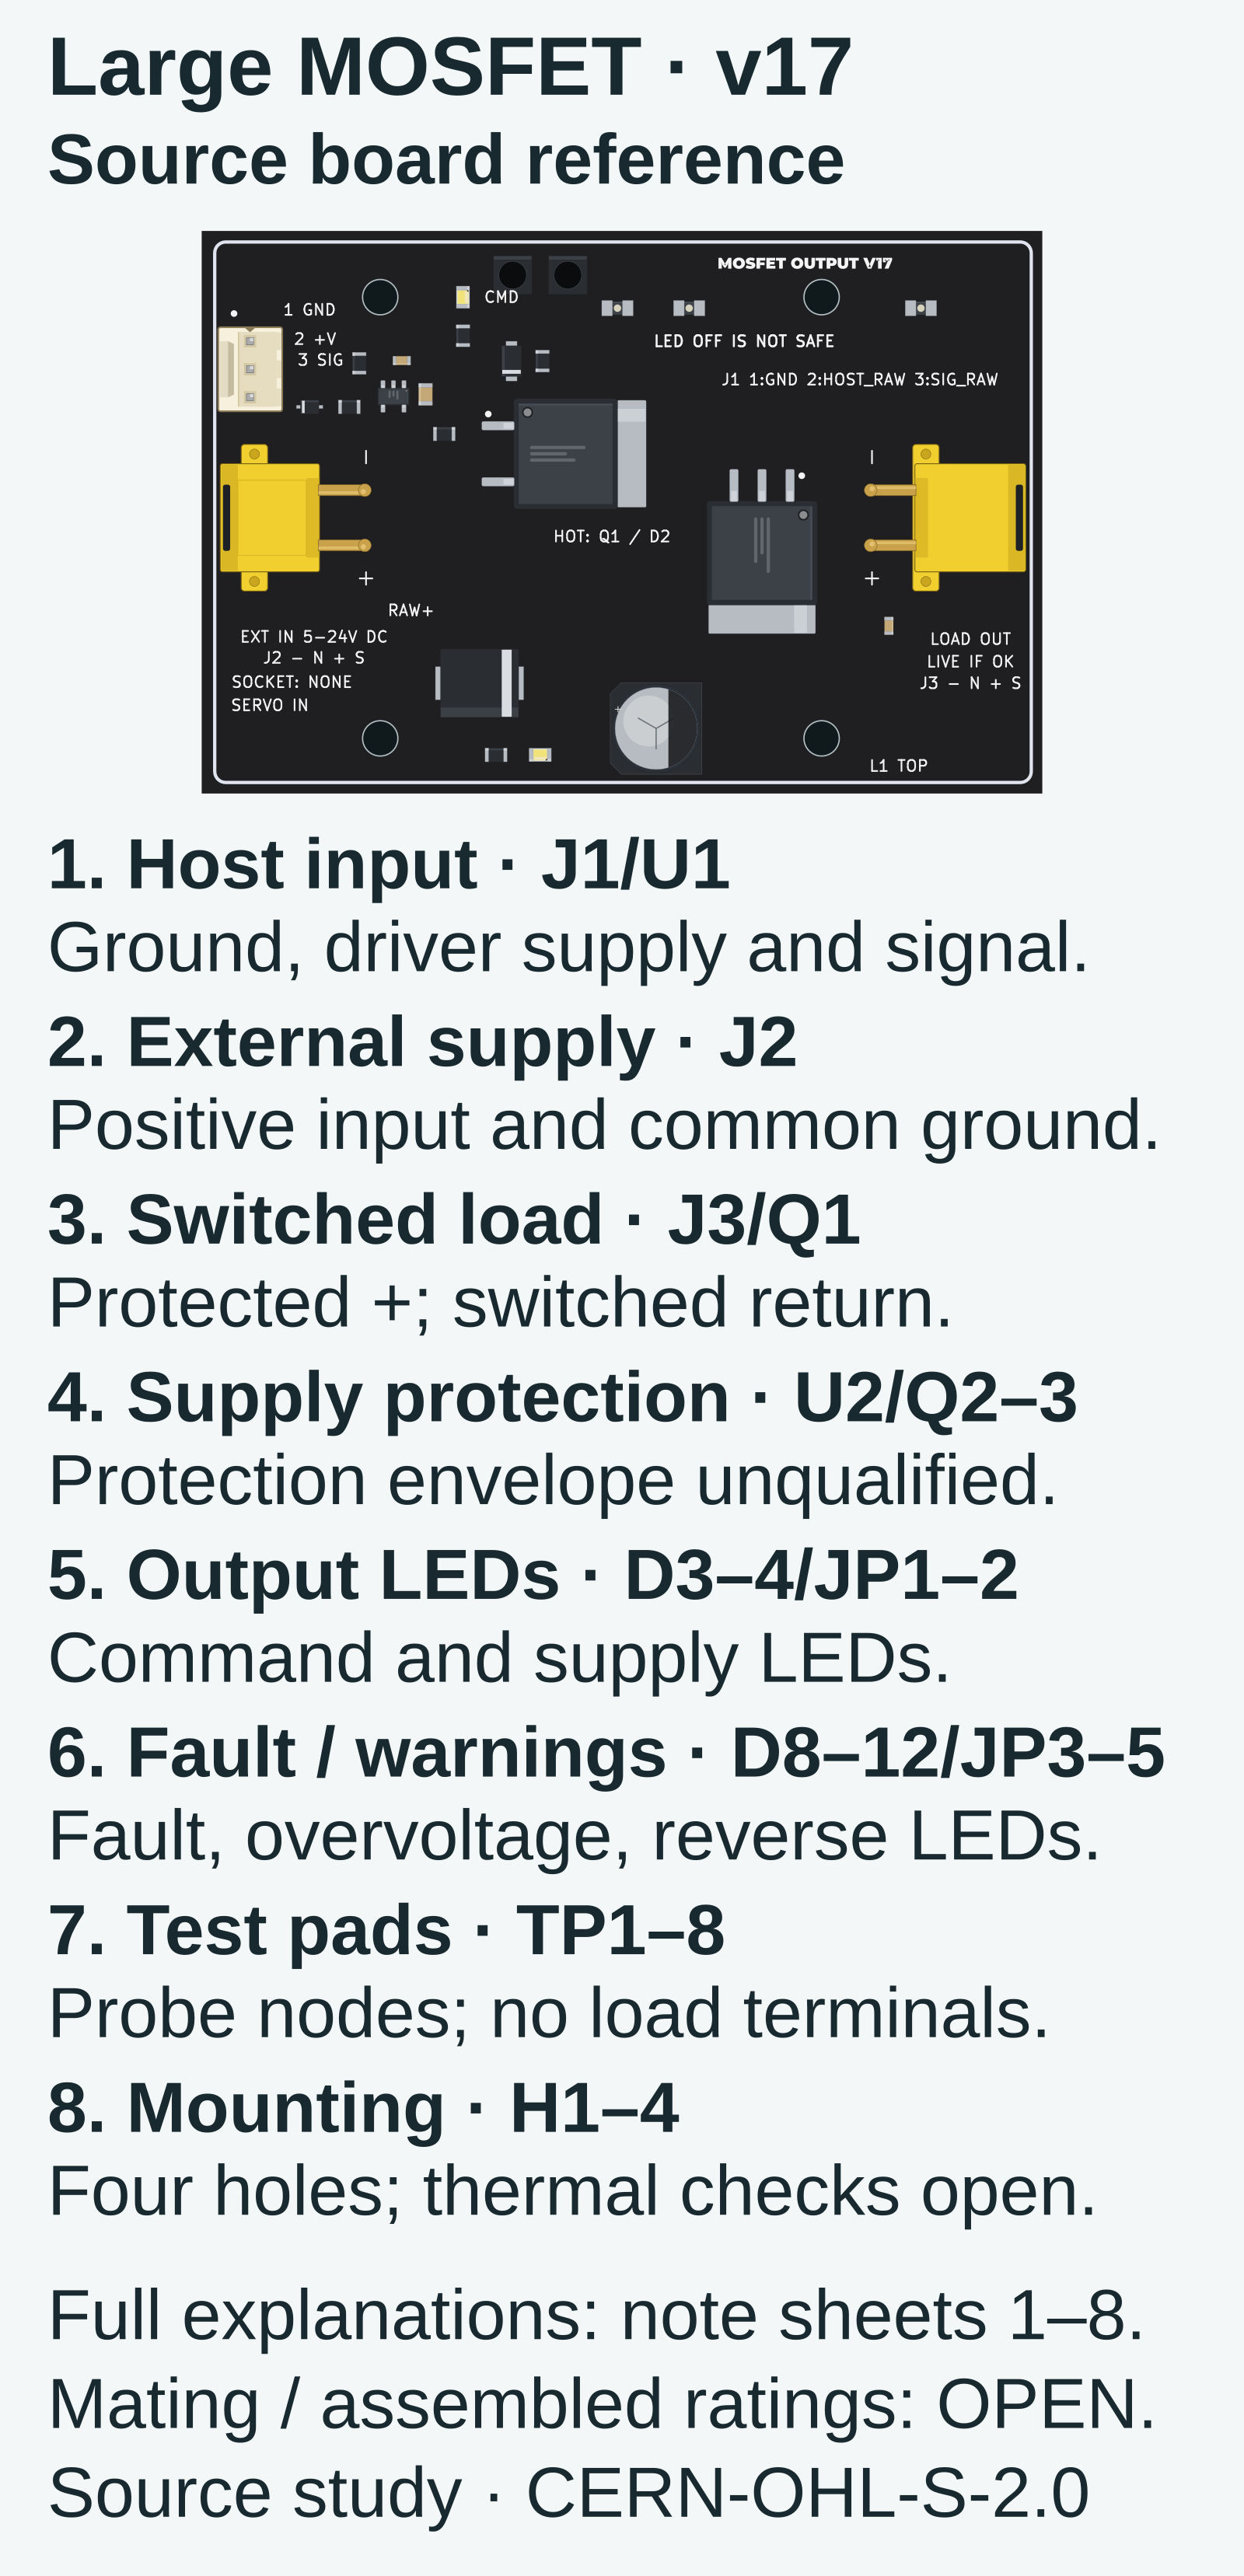 Large MOSFET · v17
Source board reference
MOSFET OUTPUT V17
CMD
1 GND
2 +V
3 SIG
LED OFF IS NOT SAFE
J1 1:GND 2:HOST_RAW 3:SIG_RAW
HOT: Q1 / D2
RAW+
EXT IN 5–24V DC
J2 – N + S
SOCKET: NONE
SERVO IN
LOAD OUT
LIVE IF OK
J3 – N + S
L1 TOP
1. Host input · J1/U1
Ground, driver supply and signal.
2. External supply · J2
Positive input and common ground.
3. Switched load · J3/Q1
Protected +; switched return.
4. Supply protection · U2/Q2–3
Protection envelope unqualified.
5. Output LEDs · D3–4/JP1–2
Command and supply LEDs.
6. Fault / warnings · D8–12/JP3–5
Fault, overvoltage, reverse LEDs.
7. Test pads · TP1–8
Probe nodes; no load terminals.
8. Mounting · H1–4
Four holes; thermal checks open.
Full explanations: note sheets 1–8.
Mating / assembled ratings: OPEN.
Source study · CERN-OHL-S-2.0